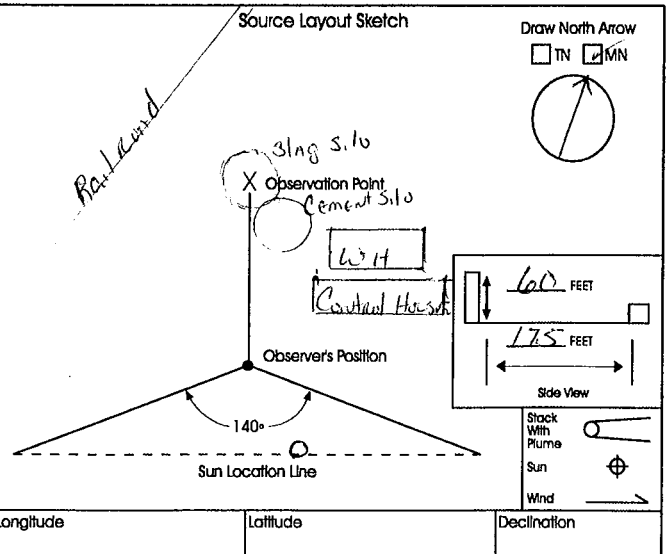 Source Layout Sketch
Draw North Arrow
TN MN
Railroad
Slag Silo
X Observation Point
Cement Silo
W H
Control House
60 FEET
175 FEET
Side View
Observer's Position
140°
Sun Location Line
Stack
With
Plume
Sun
Wind
Longitude
Latitude
Declination